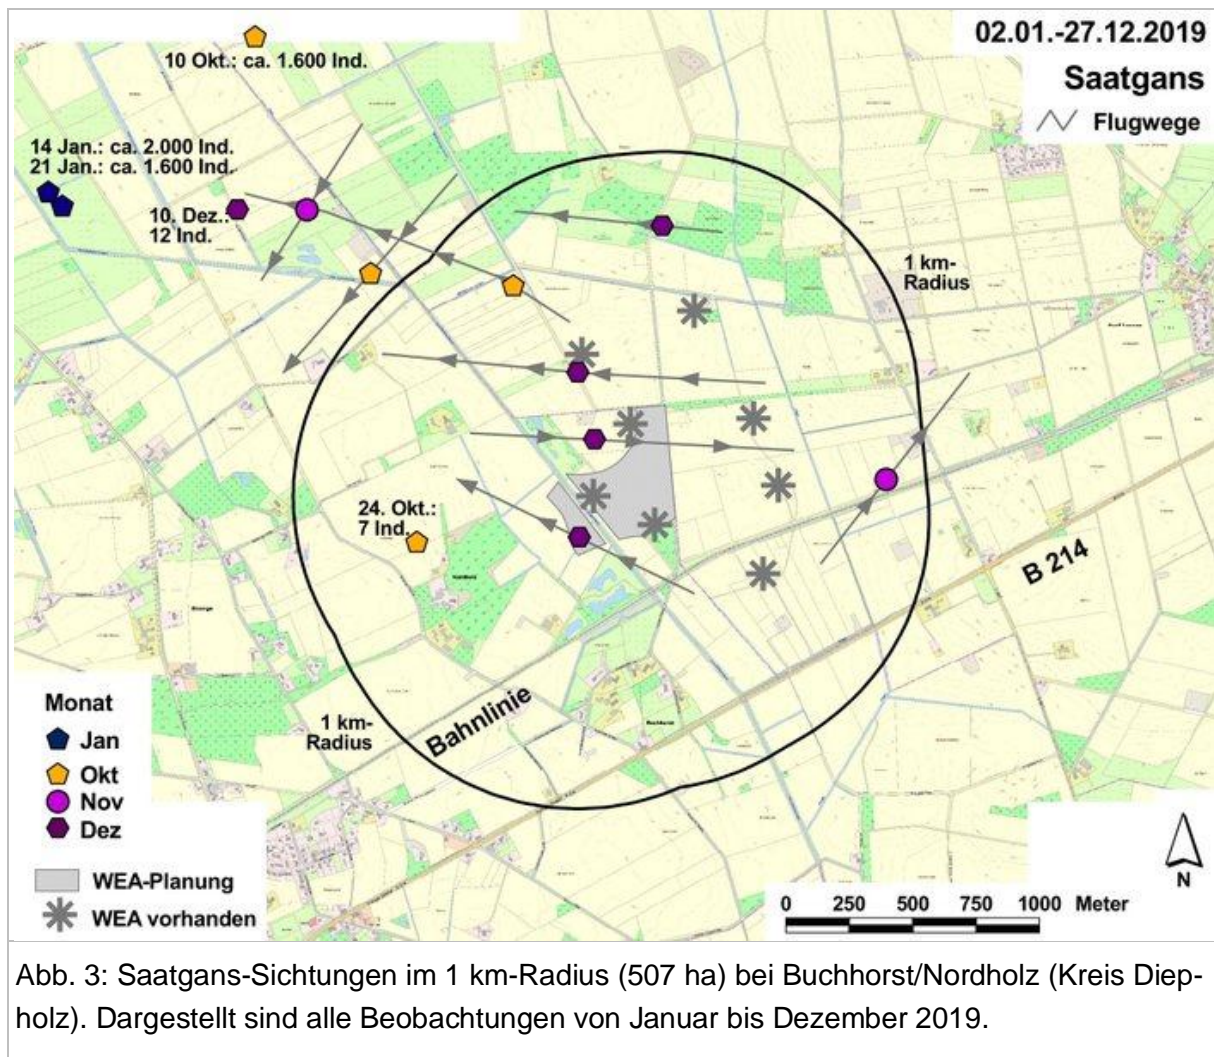 02.01.-27.12.2019
Saatgans
Flugwege
10 Okt.: ca. 1.600 Ind.
14 Jan.: ca. 2.000 Ind.
21 Jan.: ca. 1.600 Ind.
10. Dez.:
12 Ind.
1 km-
Radius
24. Okt.:
7 Ind.
B 214
Bahnlinie
1 km-
Radius
Monat
Jan
Okt
Nov
Dez
WEA-Planung
WEA vorhanden
0 250 500 750 1000 Meter
N
Abb. 3: Saatgans-Sichtungen im 1 km-Radius (507 ha) bei Buchhorst/Nordholz (Kreis Diep-
holz). Dargestellt sind alle Beobachtungen von Januar bis Dezember 2019.